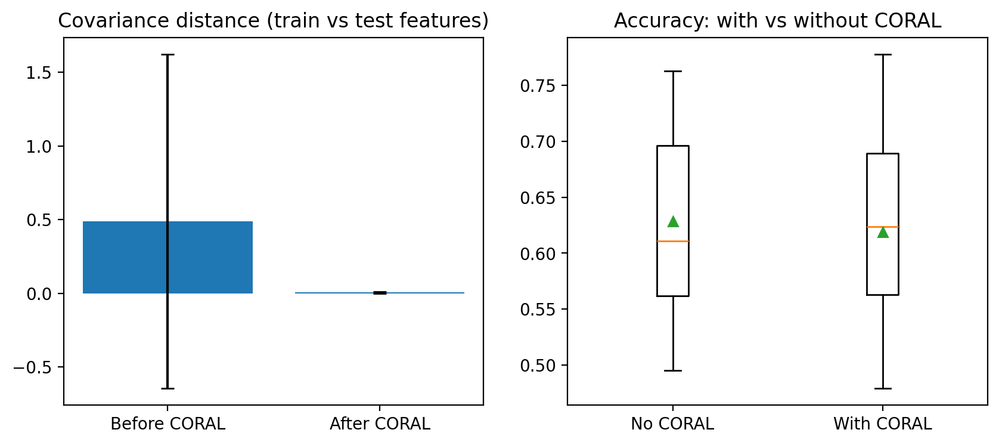 Covariance distance (train vs test features)
1.5
1.0
0.5
0.0
−0.5
Before CORAL
After CORAL
Accuracy: with vs without CORAL
0.75
0.70
0.65
0.60
0.55
0.50
No CORAL
With CORAL